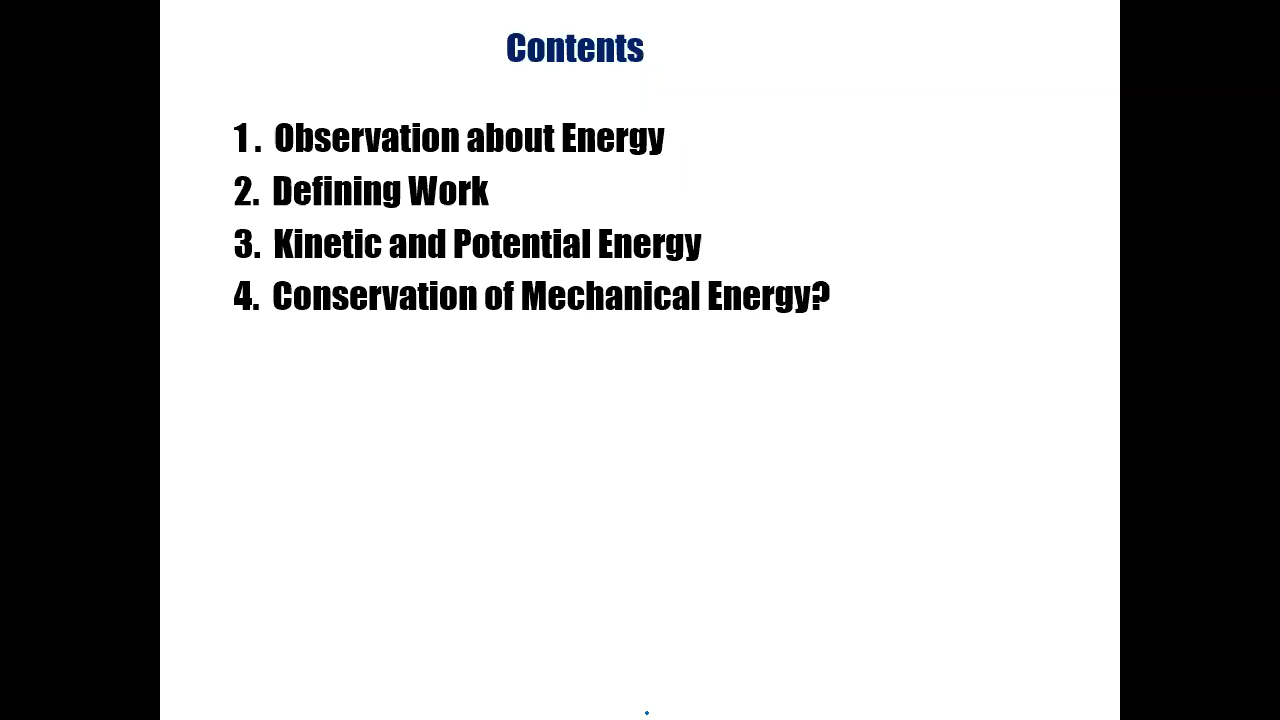 Contents
1. Observation about Energy
2. Defining Work
3. Kinetic and Potential Energy
4. Conservation of Mechanical Energy?